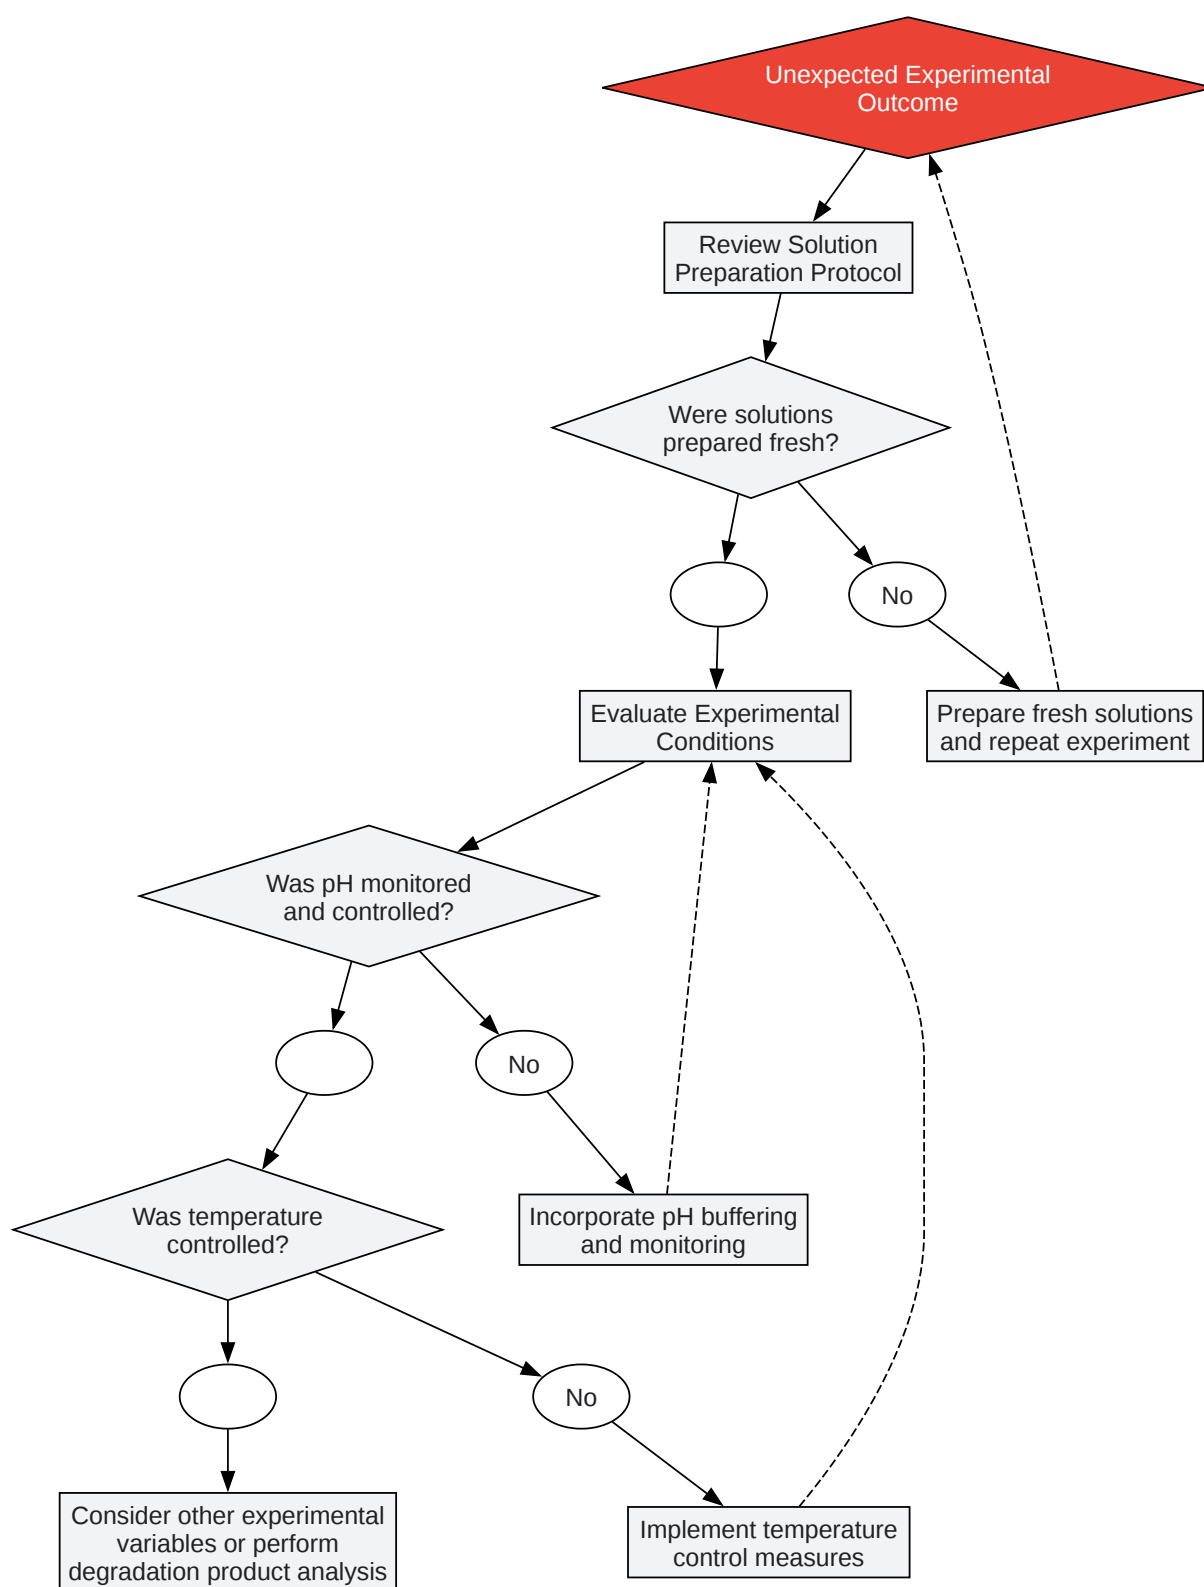 Unexpected Experimental
Outcome
Review Solution
Preparation Protocol
Were solutions
prepared fresh?
No
Evaluate Experimental
Conditions
Prepare fresh solutions
and repeat experiment
Was pH monitored
and controlled?
No
Was temperature
controlled?
Incorporate pH buffering
and monitoring
No
Consider other experimental
variables or perform
degradation product analysis
Implement temperature
control measures